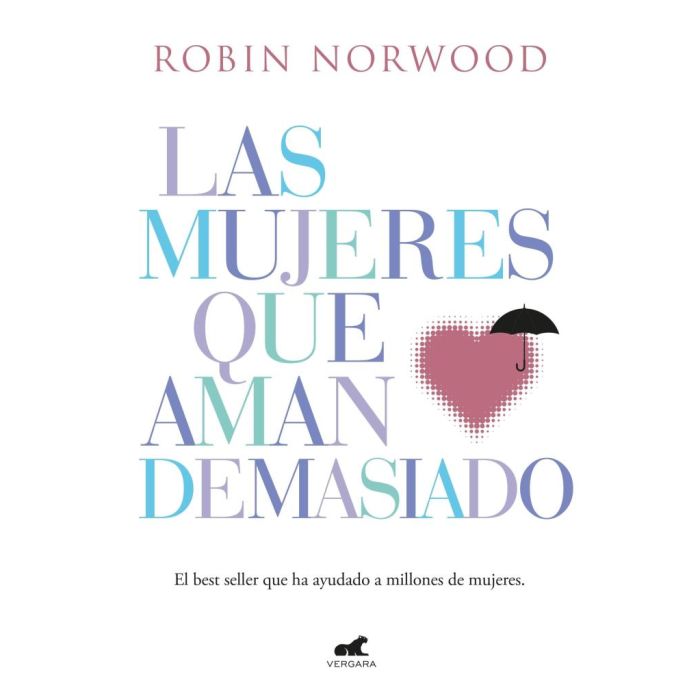 ROBIN NORWOOD
LAS
MUJERES
QUE
AMAN
DEMASIADO
El best seller que ha ayudado a millones de mujeres.
VERGARA